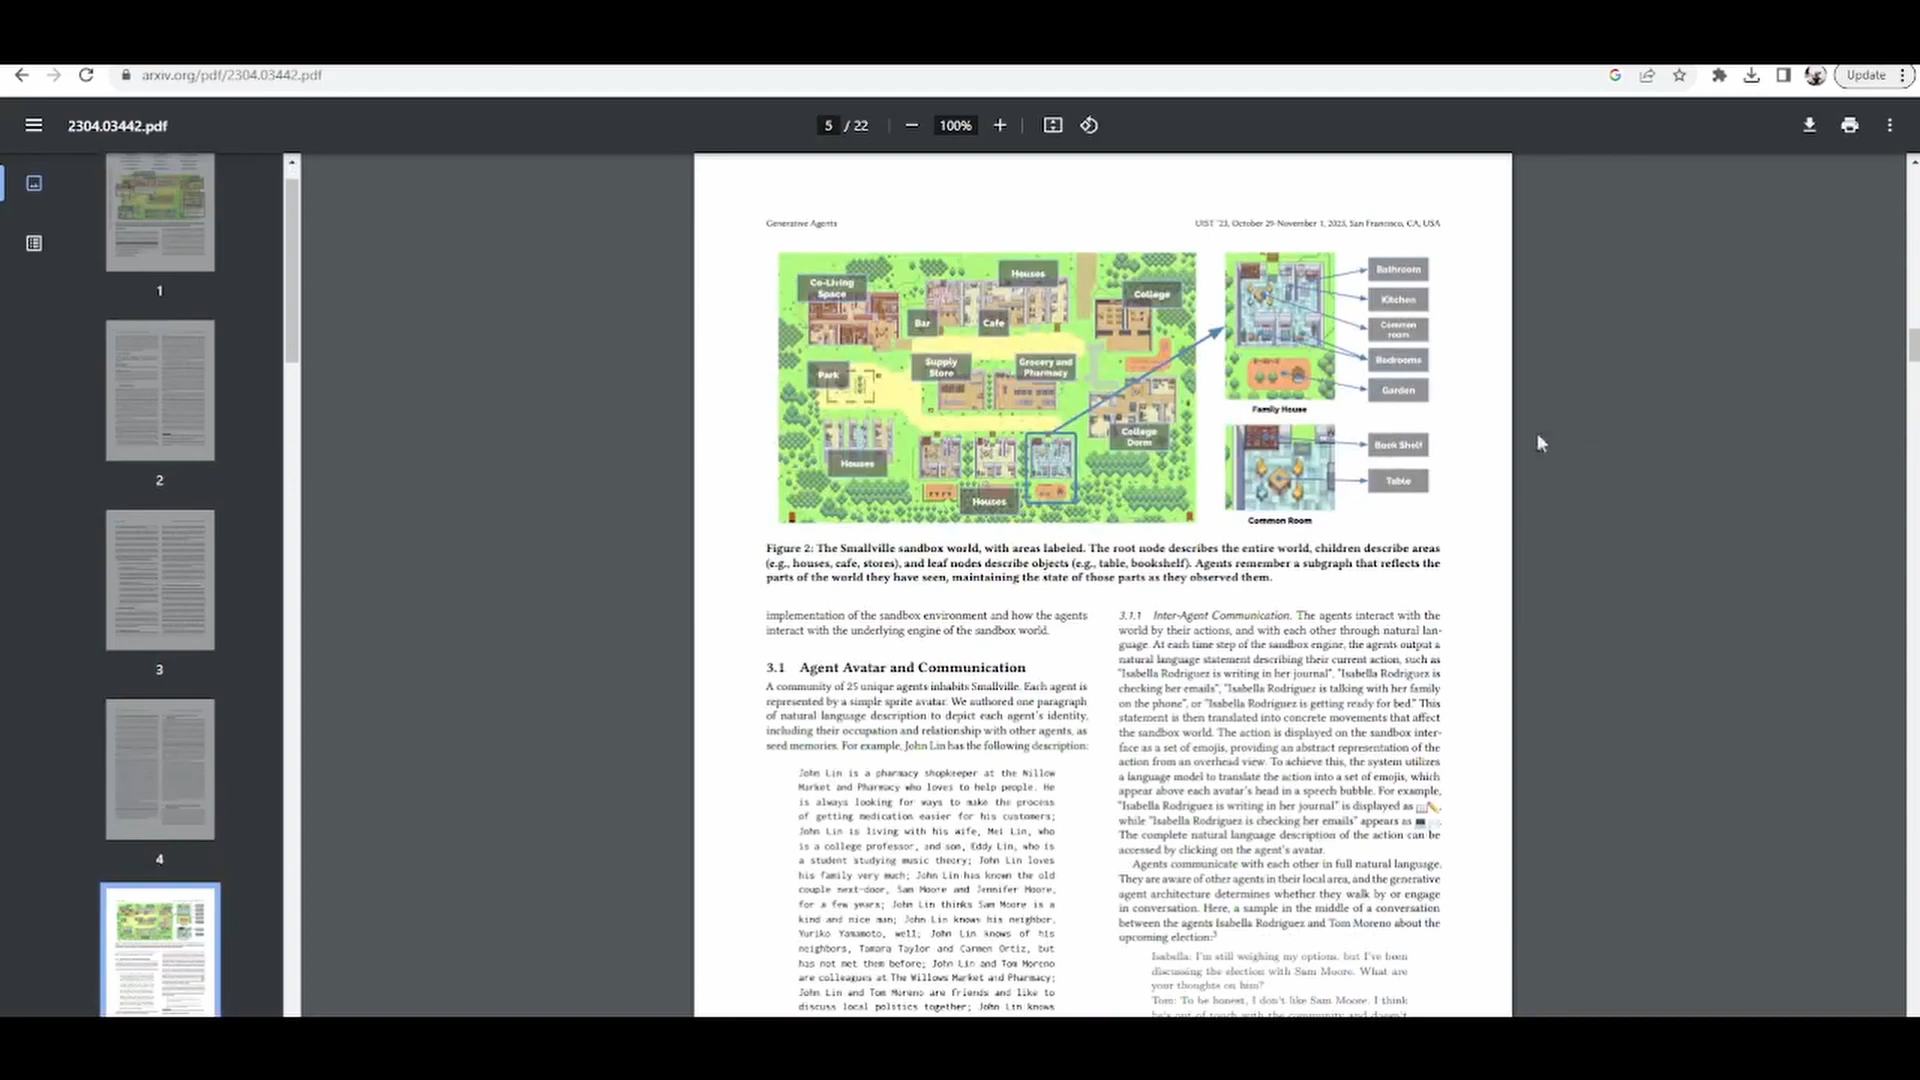 arxiv.org/pdf/2304.03442.pdf
Update
2304.03442.pdf
5 / 22
100%
1
2
3
4
Generative Agents
UIST '23, October 29-November 1, 2023, San Francisco, CA, USA
Co-Living
Space
Houses
College
Bar
Cafe
Park
Supply
Store
Grocery and
Pharmacy
College
Dorm
Houses
Houses
Bathroom
Kitchen
Common
room
Bedrooms
Garden
Family House
Book Shelf
Table
Common Room
Figure 2: The Smallville sandbox world, with areas labeled. The root node describes the entire world, children describe areas
(e.g., houses, cafe, stores), and leaf nodes describe objects (e.g., table, bookshelf). Agents remember a subgraph that reflects the
parts of the world they have seen, maintaining the state of those parts as they observed them.
implementation of the sandbox environment and how the agents
interact with the underlying engine of the sandbox world.
3.1 Agent Avatar and Communication
A community of 25 unique agents inhabits Smallville. Each agent is
represented by a simple sprite avatar. We authored one paragraph
of natural language description to depict each agent's identity,
including their occupation and relationship with other agents, as
seed memories. For example, John Lin has the following description:
John Lin is a pharmacy shopkeeper at the Willow
Market and Pharmacy who loves to help people. He
is always looking for ways to make the process
of getting medication easier for his customers;
John Lin is living with his wife, Mei Lin, who
is a college professor, and son, Eddy Lin, who is
a student studying music theory; John Lin loves
his family very much; John Lin has known the old
couple next-door, Sam Moore and Jennifer Moore,
for a few years; John Lin thinks Sam Moore is a
kind and nice man; John Lin knows his neighbor,
Yuriko Yamamoto, well; John Lin knows of his
neighbors, Tamara Taylor and Carmen Ortiz, but
has not met them before; John Lin and Tom Moreno
are colleagues at The Willows Market and Pharmacy;
John Lin and Tom Moreno are friends and like to
discuss local politics together; John Lin knows
3.1.1 Inter-Agent Communication. The agents interact with the
world by their actions, and with each other through natural lan-
guage. At each time step of the sandbox engine, the agents output a
natural language statement describing their current action, such as
"Isabella Rodriguez is writing in her journal", "Isabella Rodriguez is
checking her emails", "Isabella Rodriguez is talking with her family
on the phone", or "Isabella Rodriguez is getting ready for bed." This
statement is then translated into concrete movements that affect
the sandbox world. The action is displayed on the sandbox inter-
face as a set of emojis, providing an abstract representation of the
action from an overhead view. To achieve this, the system utilizes
a language model to translate the action into a set of emojis, which
appear above each avatar's head in a speech bubble. For example,
"Isabella Rodriguez is writing in her journal" is displayed as
while "Isabella Rodriguez is checking her emails" appears as
The complete natural language description of the action can be
accessed by clicking on the agent's avatar.
Agents communicate with each other in full natural language.
They are aware of other agents in their local area, and the generative
agent architecture determines whether they walk by or engage
in conversation. Here, a sample in the middle of a conversation
between the agents Isabella Rodriguez and Tom Moreno about the
upcoming election:3
Isabella: I'm still weighing my options, but I've been
discussing the election with Sam Moore. What are
your thoughts on him?
Tom: To be honest, I don't like Sam Moore. I think
he's out of touch with the community and doesn't